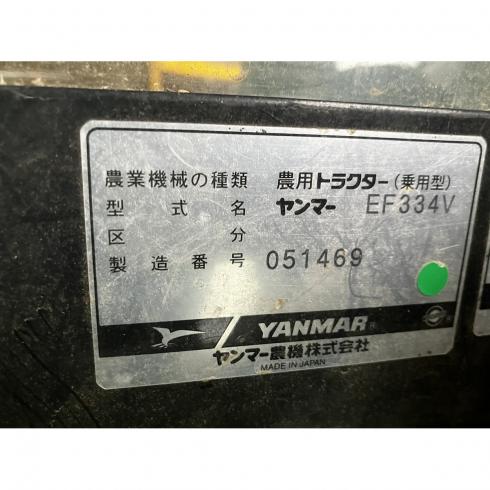 農業機械の種類 農用トラクター(乗用型)
型式名 ヤンマー EF334V
区分
製造番号 051469
YANMAR®
ヤンマー農機株式会社
MADE IN JAPAN